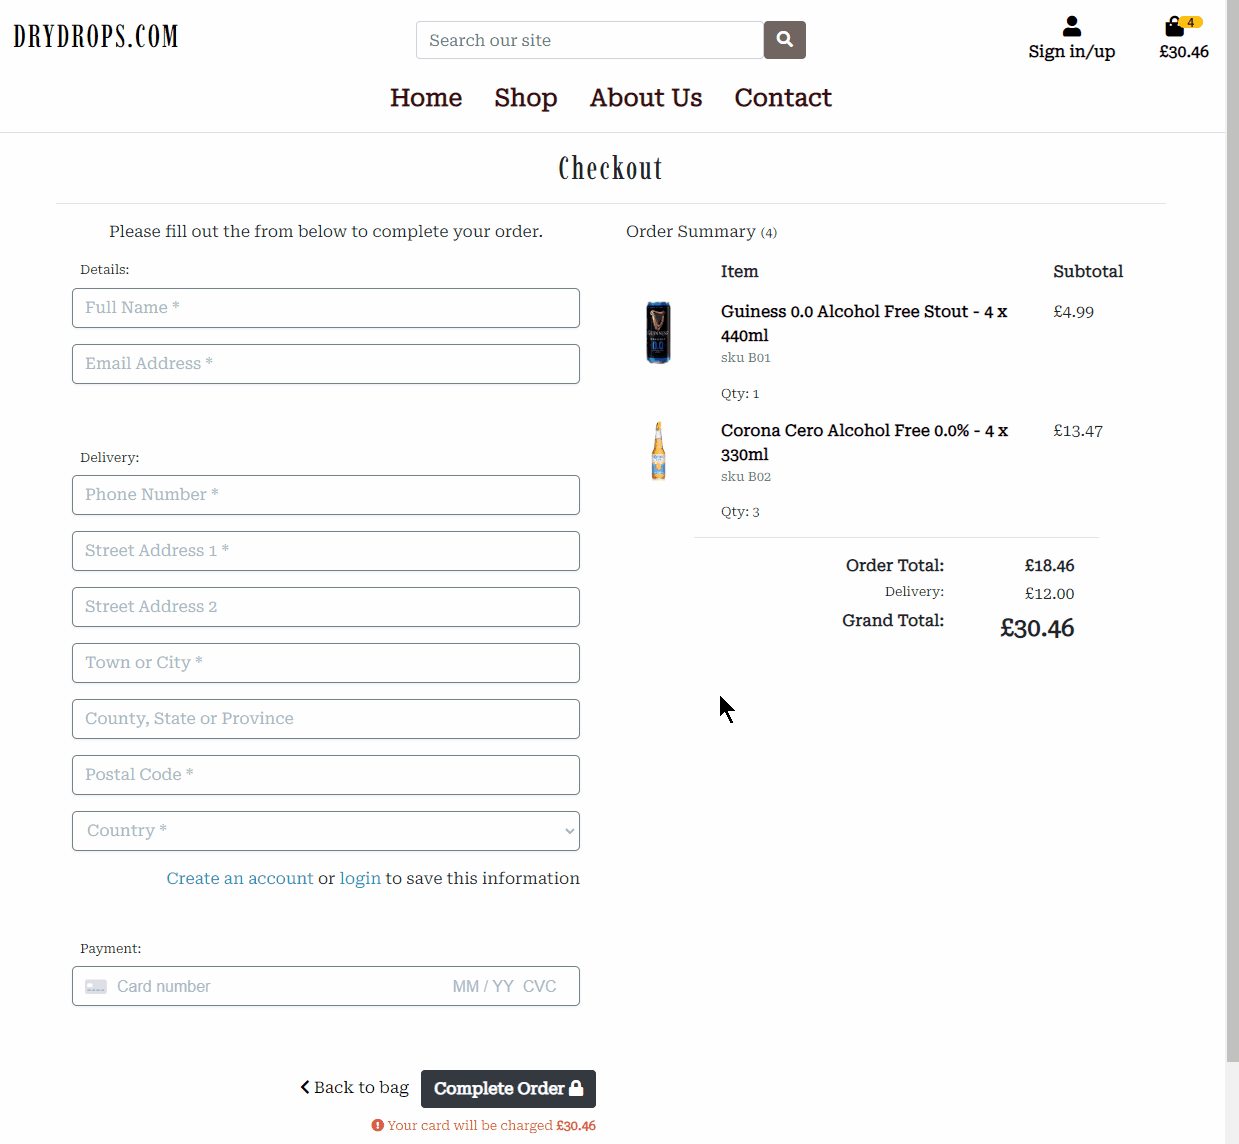 DRYDROPS.COM
Search our site
Sign in/up
4
£30.46
Home Shop About Us Contact
Checkout
Please fill out the from below to complete your order.
Details:
Full Name *
Email Address *
Delivery:
Phone Number *
Street Address 1 *
Street Address 2
Town or City *
County, State or Province
Postal Code *
Country *
Create an account or login to save this information
Payment:
Card number MM / YY CVC
Back to bag Complete Order
Your card will be charged £30.46
Order Summary (4)
Item Subtotal
Guiness 0.0 Alcohol Free Stout - 4 x £4.99
440ml
sku B01
Qty: 1
Corona Cero Alcohol Free 0.0% - 4 x £13.47
330ml
sku B02
Qty: 3
Order Total: £18.46
Delivery: £12.00
Grand Total: £30.46